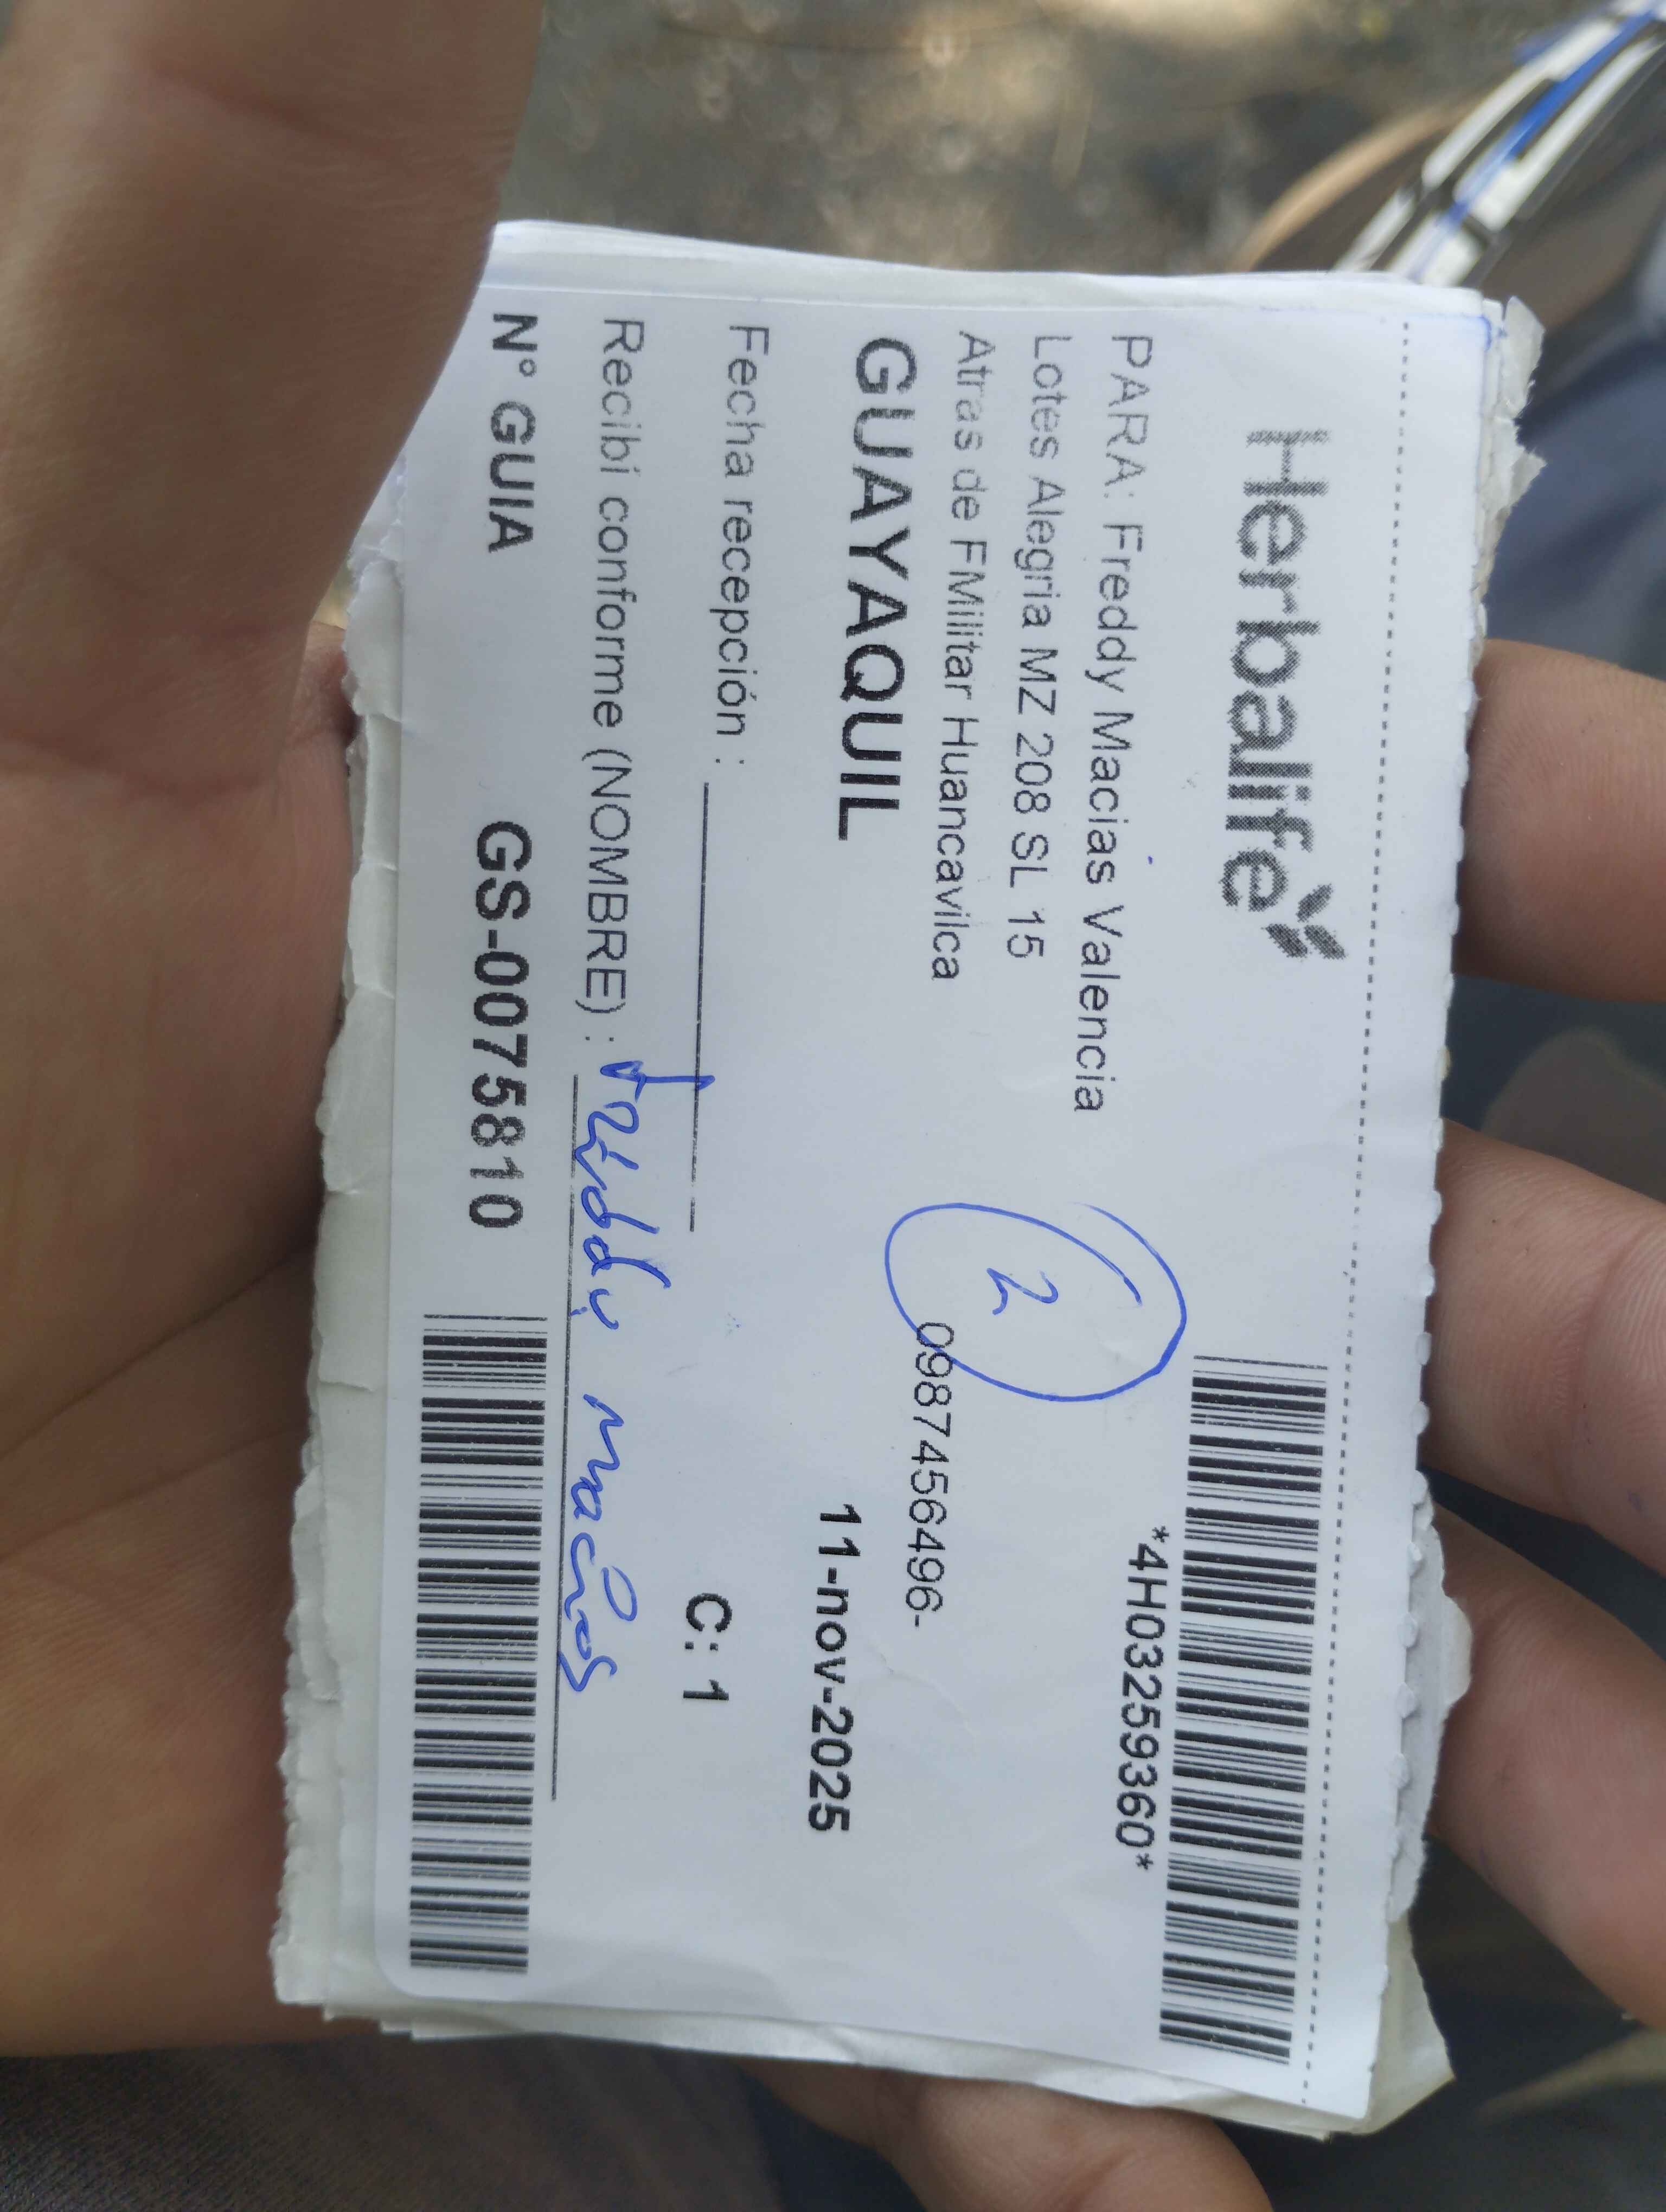 Herbalife
*4H03259360*
PARA: Freddy Macias Valencia
Lotes Alegria MZ 208 SL 15
2
Atras de FMilitar Huancavilca
0987456496-
GUAYAQUIL
11-nov-2025
Fecha recepción :
C: 1
Recibi conforme (NOMBRE) : Freddy Macias
N° GUIA GS-0075810